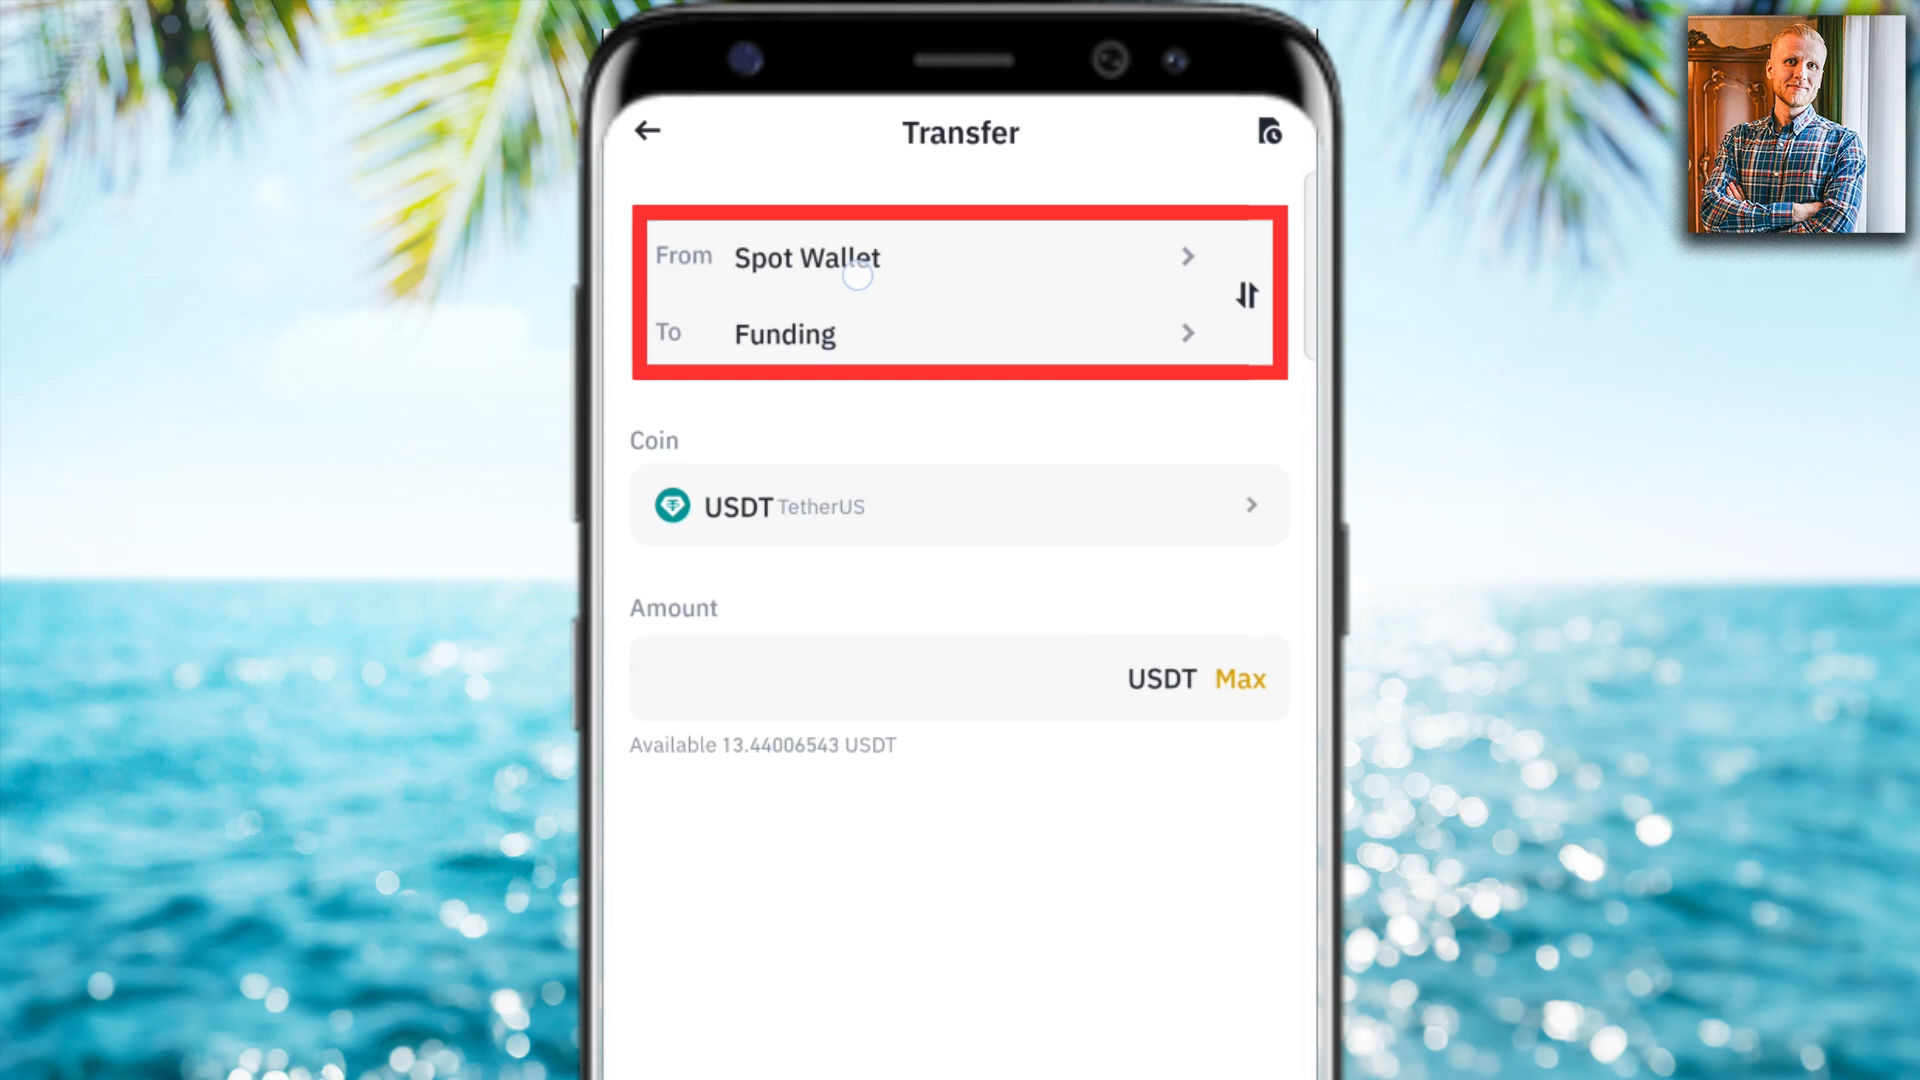 Transfer
From Spot Wallet
To Funding
Coin
USDT TetherUS
Amount
USDT Max
Available 13.44006543 USDT